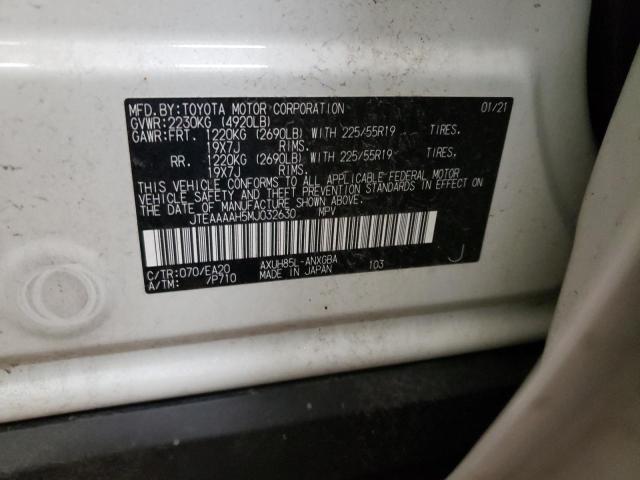 MFD.BY:TOYOTA MOTOR CORPORATION 01/21
GVWR:2230KG (4920LB)
GAWR:FRT. 1220KG (2690LB) WITH 225/55R19 TIRES.
19X7J RIMS.
RR. 1220KG (2690LB) WITH 225/55R19 TIRES.
19X7J RIMS.
THIS VEHICLE CONFORMS TO ALL APPLICABLE FEDERAL MOTOR
VEHICLE SAFETY AND THEFT PREVENTION STANDARDS IN EFFECT ON
THE DATE OF MANUFACTURE SHOWN ABOVE.
JTEAAAAH5MJ032630 MPV
C/TR:070/EA20 AXUH85L-ANXGBA
A/TM: /P710 MADE IN JAPAN 103 J